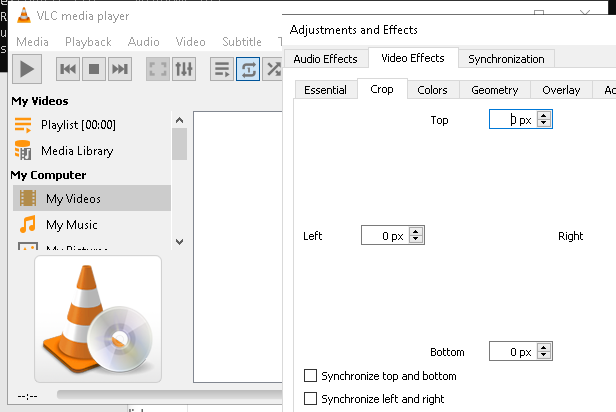 VLC media player
Media Playback Audio Video Subtitle T
My Videos
Playlist [00:00]
Media Library
My Computer
My Videos
My Music
My Pictures
--:--
Adjustments and Effects
Audio Effects Video Effects Synchronization
Essential Crop Colors Geometry Overlay
Top 0 px
Left 0 px Right
Bottom 0 px
Synchronize top and bottom
Synchronize left and right